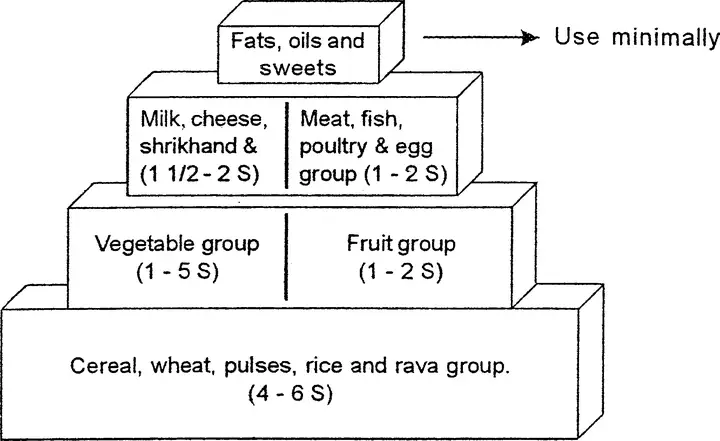 Fats, oils and
sweets
Use minimally
Milk, cheese,
shrikhand &
(1 1/2 - 2 S)
Meat, fish,
poultry & egg
group (1 - 2 S)
Vegetable group
(1 - 5 S)
Fruit group
(1 - 2 S)
Cereal, wheat, pulses, rice and rava group.
(4 - 6 S)